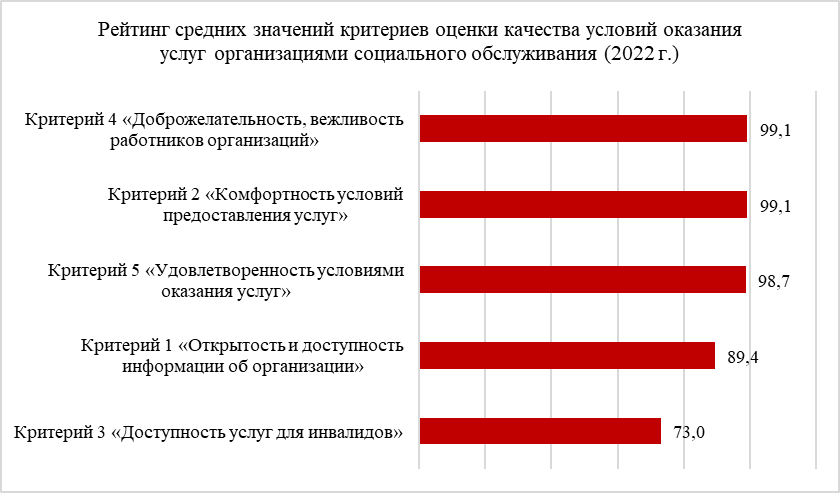 Рейтинг средних значений критериев оценки качества условий оказания
услуг организациями социального обслуживания (2022 г.)
Критерий 4 «Доброжелательность, вежливость
работников организаций»
99,1
Критерий 2 «Комфортность условий
предоставления услуг»
99,1
Критерий 5 «Удовлетворенность условиями
оказания услуг»
98,7
Критерий 1 «Открытость и доступность
информации об организации»
89,4
Критерий 3 «Доступность услуг для инвалидов»
73,0